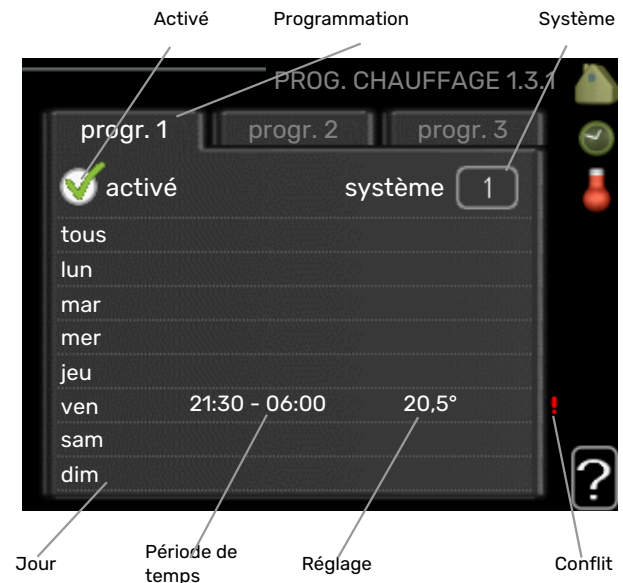 Activé Programmation Système
PROG. CHAUFFAGE 1.3.1
progr. 1 progr. 2 progr. 3
activé système 1
tous
lun
mar
mer
jeu
ven 21:30 - 06:00 20,5° !
sam
dim
?
Jour Période de temps Réglage Conflit